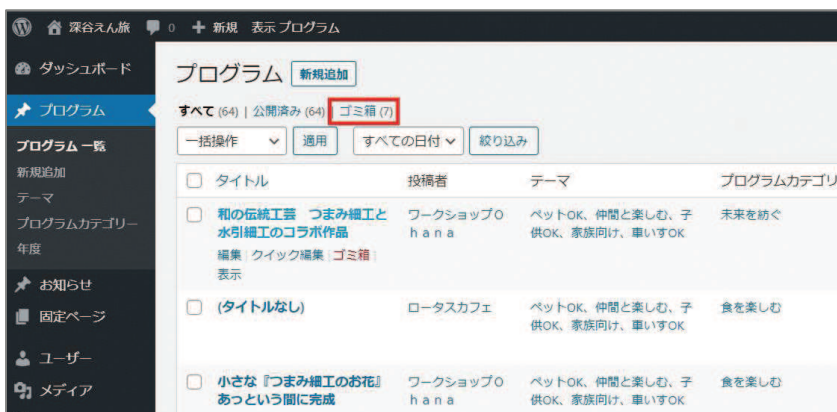 深谷えん旅 0 新規 表示 プログラム
ダッシュボード
プログラム
プログラム 一覧
新規追加
テーマ
プログラムカテゴリー
年度
お知らせ
固定ページ
ユーザー
メディア
プログラム 新規追加
すべて (64) | 公開済み (64) | ゴミ箱 (7)
一括操作 適用 すべての日付 絞り込み
タイトル 投稿者 テーマ プログラムカテゴリ
和の伝統工芸 つまみ細工と ワークショップO ペットOK、仲間と楽しむ、子 未来を紡ぐ
水引細工のコラボ作品 hana 供OK、家族向け、車いすOK
編集 | クイック編集 | ゴミ箱 |
表示
(タイトルなし) ロータスカフェ ペットOK、仲間と楽しむ、子 食を楽しむ
供OK、家族向け、車いすOK
小さな『つまみ細工のお花』 ワークショップO ペットOK、仲間と楽しむ、子 食を楽しむ
あっという間に完成 hana 供OK、家族向け、車いすOK